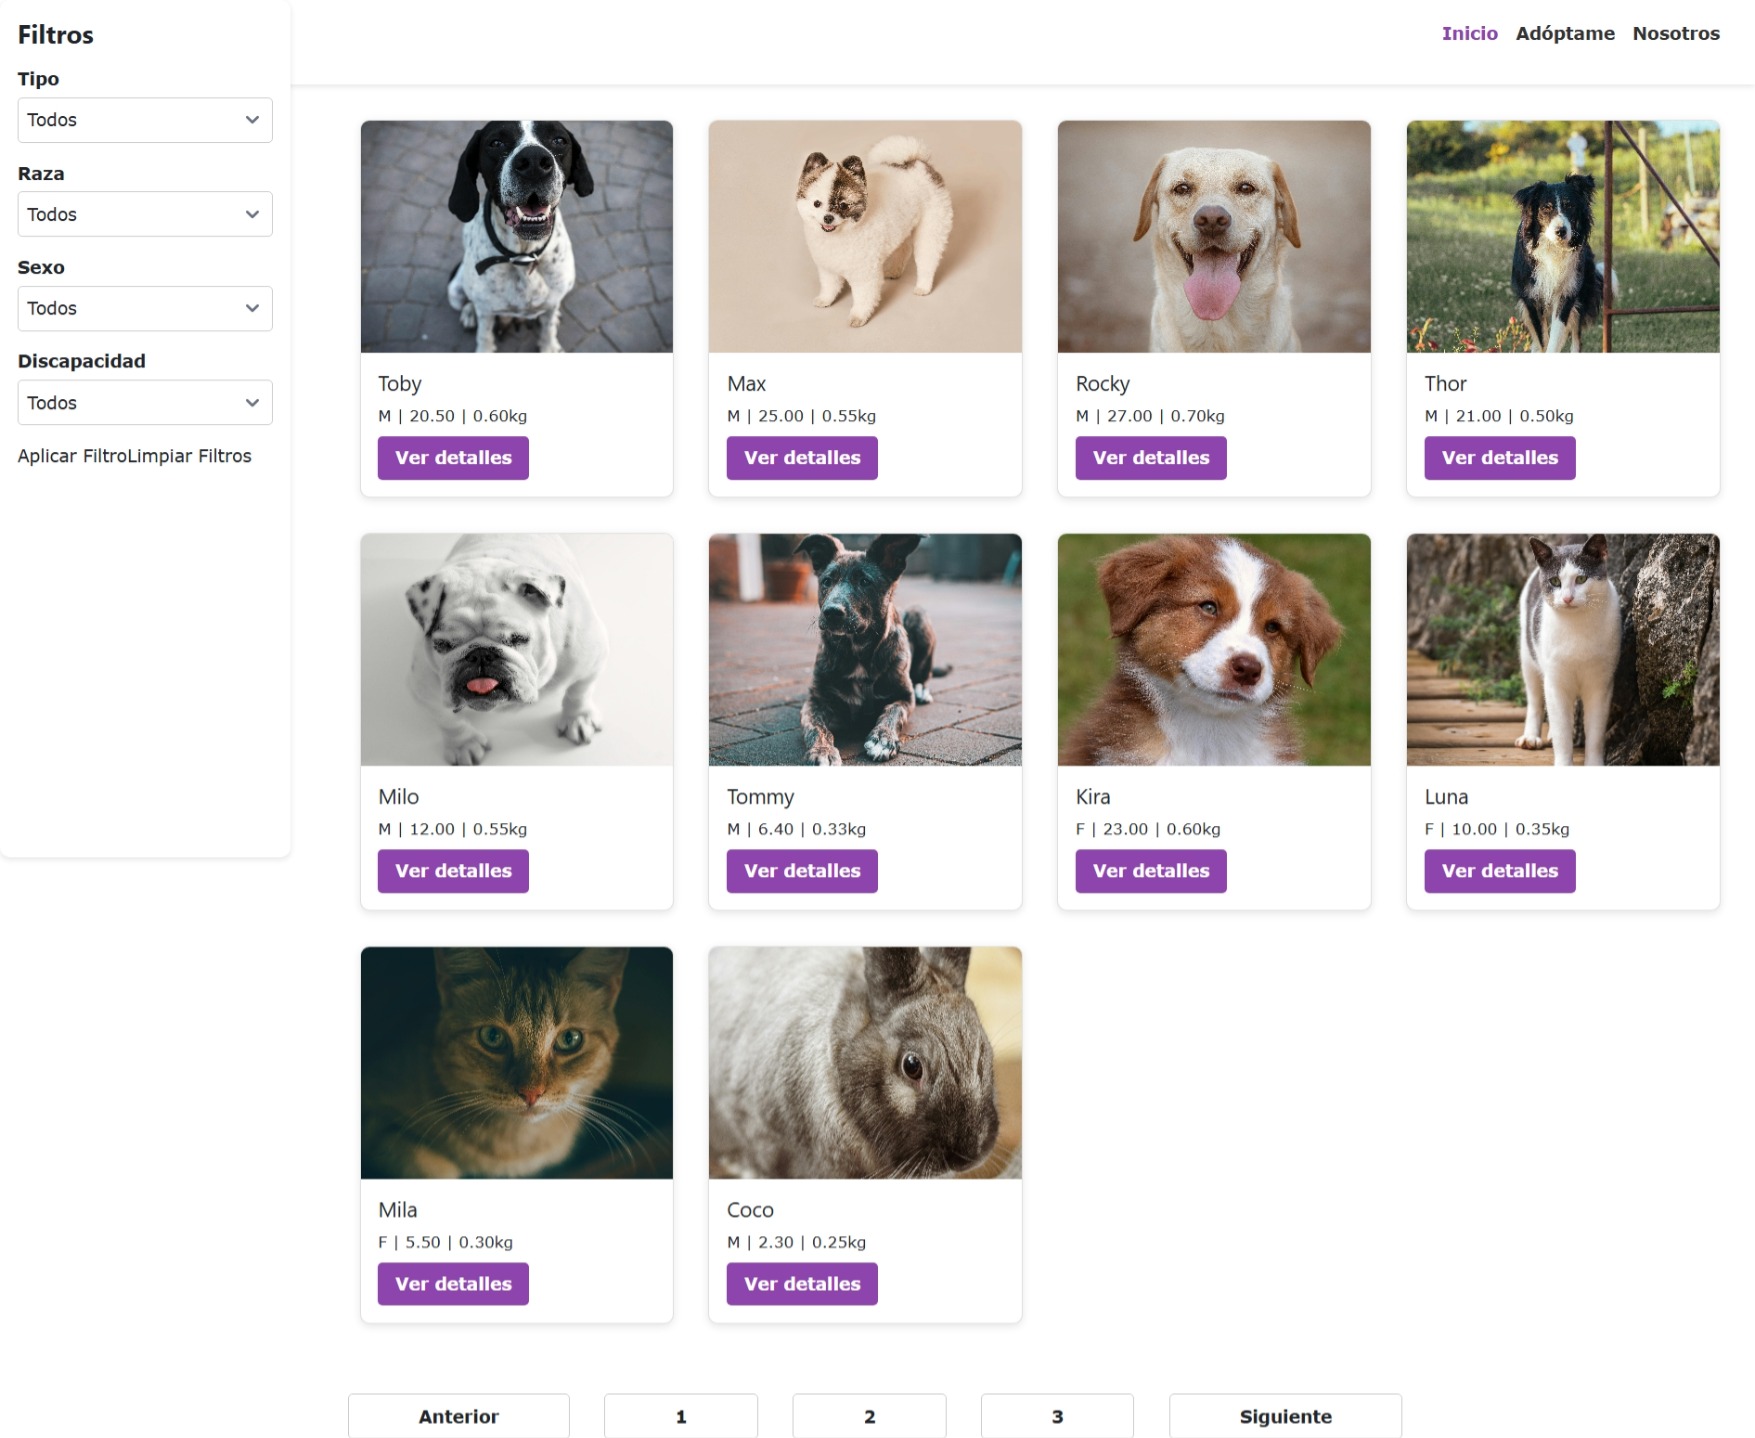 Filtros
Tipo
Todos
Raza
Todos
Sexo
Todos
Discapacidad
Todos
Aplicar FiltroLimpiar Filtros
Inicio Adóptame Nosotros
Toby
M | 20.50 | 0.60kg
Ver detalles
Max
M | 25.00 | 0.55kg
Ver detalles
Rocky
M | 27.00 | 0.70kg
Ver detalles
Thor
M | 21.00 | 0.50kg
Ver detalles
Milo
M | 12.00 | 0.55kg
Ver detalles
Tommy
M | 6.40 | 0.33kg
Ver detalles
Kira
F | 23.00 | 0.60kg
Ver detalles
Luna
F | 10.00 | 0.35kg
Ver detalles
Mila
F | 5.50 | 0.30kg
Ver detalles
Coco
M | 2.30 | 0.25kg
Ver detalles
Anterior 1 2 3 Siguiente